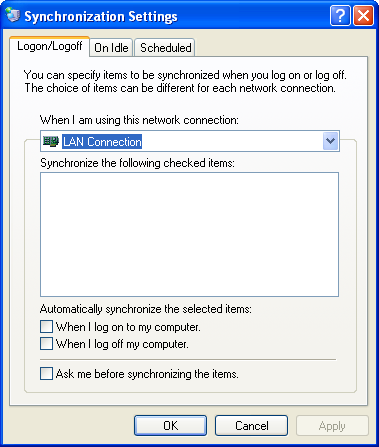 Synchronization Settings
Logon/Logoff On Idle Scheduled
You can specify items to be synchronized when you log on or log off.
The choice of items can be different for each network connection.
When I am using this network connection:
LAN Connection
Synchronize the following checked items:
Automatically synchronize the selected items:
When I log on to my computer.
When I log off my computer.
Ask me before synchronizing the items.
OK Cancel Apply